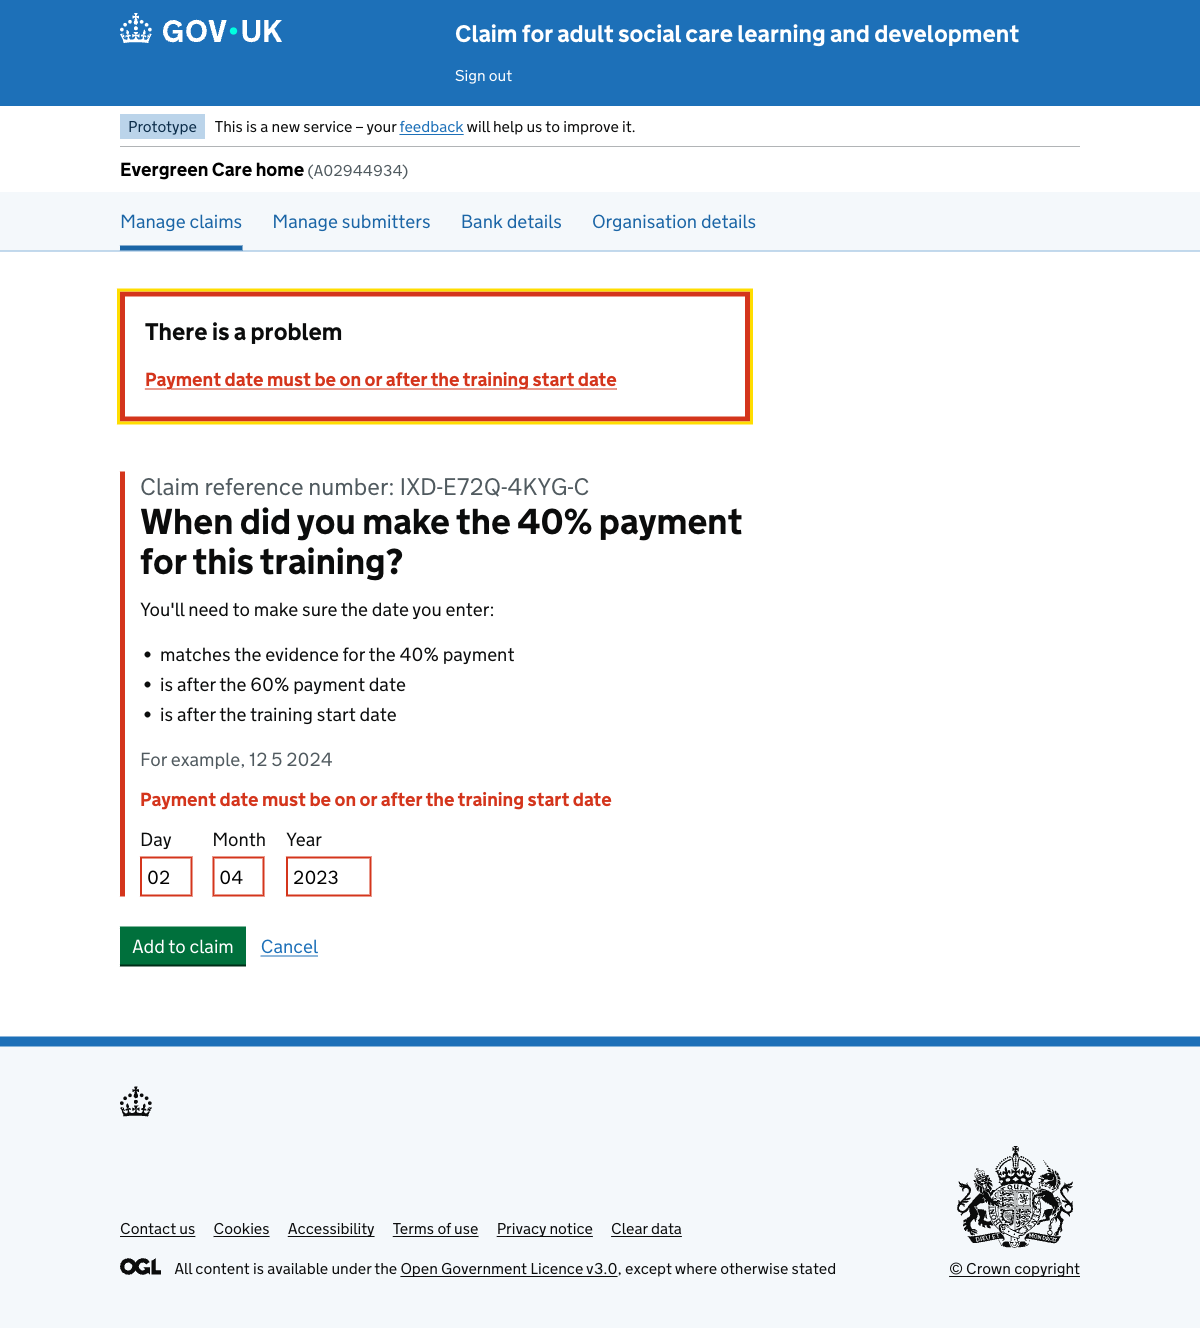 GOV•UK
Claim for adult social care learning and development
Sign out
Prototype This is a new service – your feedback will help us to improve it.
Evergreen Care home (A02944934)
Manage claims Manage submitters Bank details Organisation details
There is a problem
Payment date must be on or after the training start date
Claim reference number: IXD-E72Q-4KYG-C
When did you make the 40% payment
for this training?
You'll need to make sure the date you enter:
• matches the evidence for the 40% payment
• is after the 60% payment date
• is after the training start date
For example, 12 5 2024
Payment date must be on or after the training start date
Day Month Year
02 04 2023
Add to claim Cancel
Contact us Cookies Accessibility Terms of use Privacy notice Clear data
OGL All content is available under the Open Government Licence v3.0, except where otherwise stated
© Crown copyright